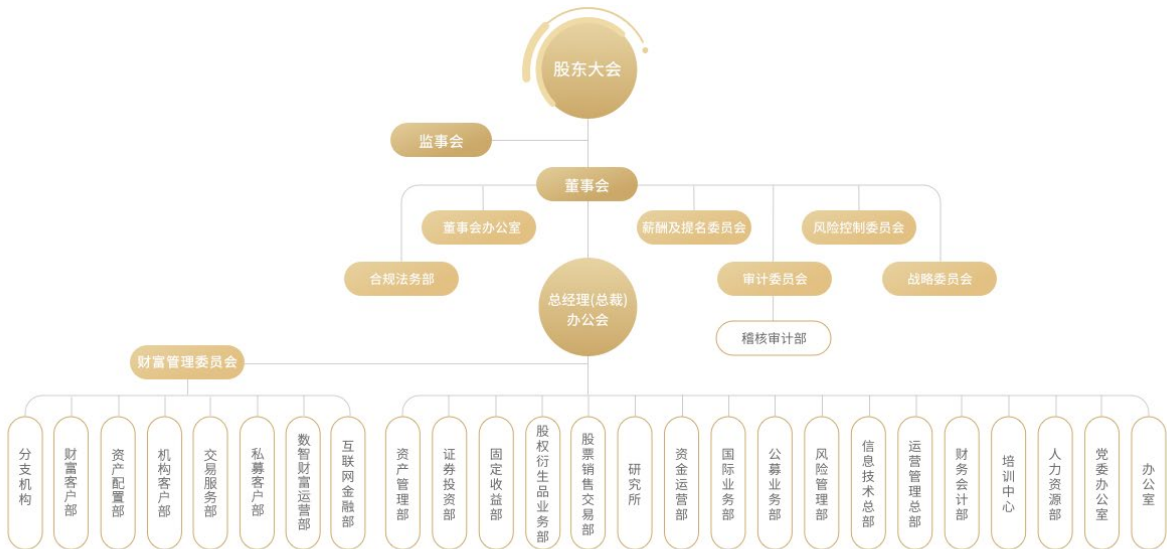 股东大会
监事会
董事会
董事会办公室
薪酬及提名委员会
风险控制委员会
合规法务部
审计委员会
战略委员会
总经理(总裁)
办公会
稽核审计部
财富管理委员会
分支机构
财富客户部
资产配置部
机构客户部
交易服务部
私募客户部
数智财富运营部
互联网金融部
资产管理部
证券投资部
固定收益部
股权衍生品业务部
股票销售交易部
研究所
资金运营部
国际业务部
公募业务部
风险管理部
信息技术总部
运营管理总部
财务会计部
培训中心
人力资源部
党委办公室
办公室